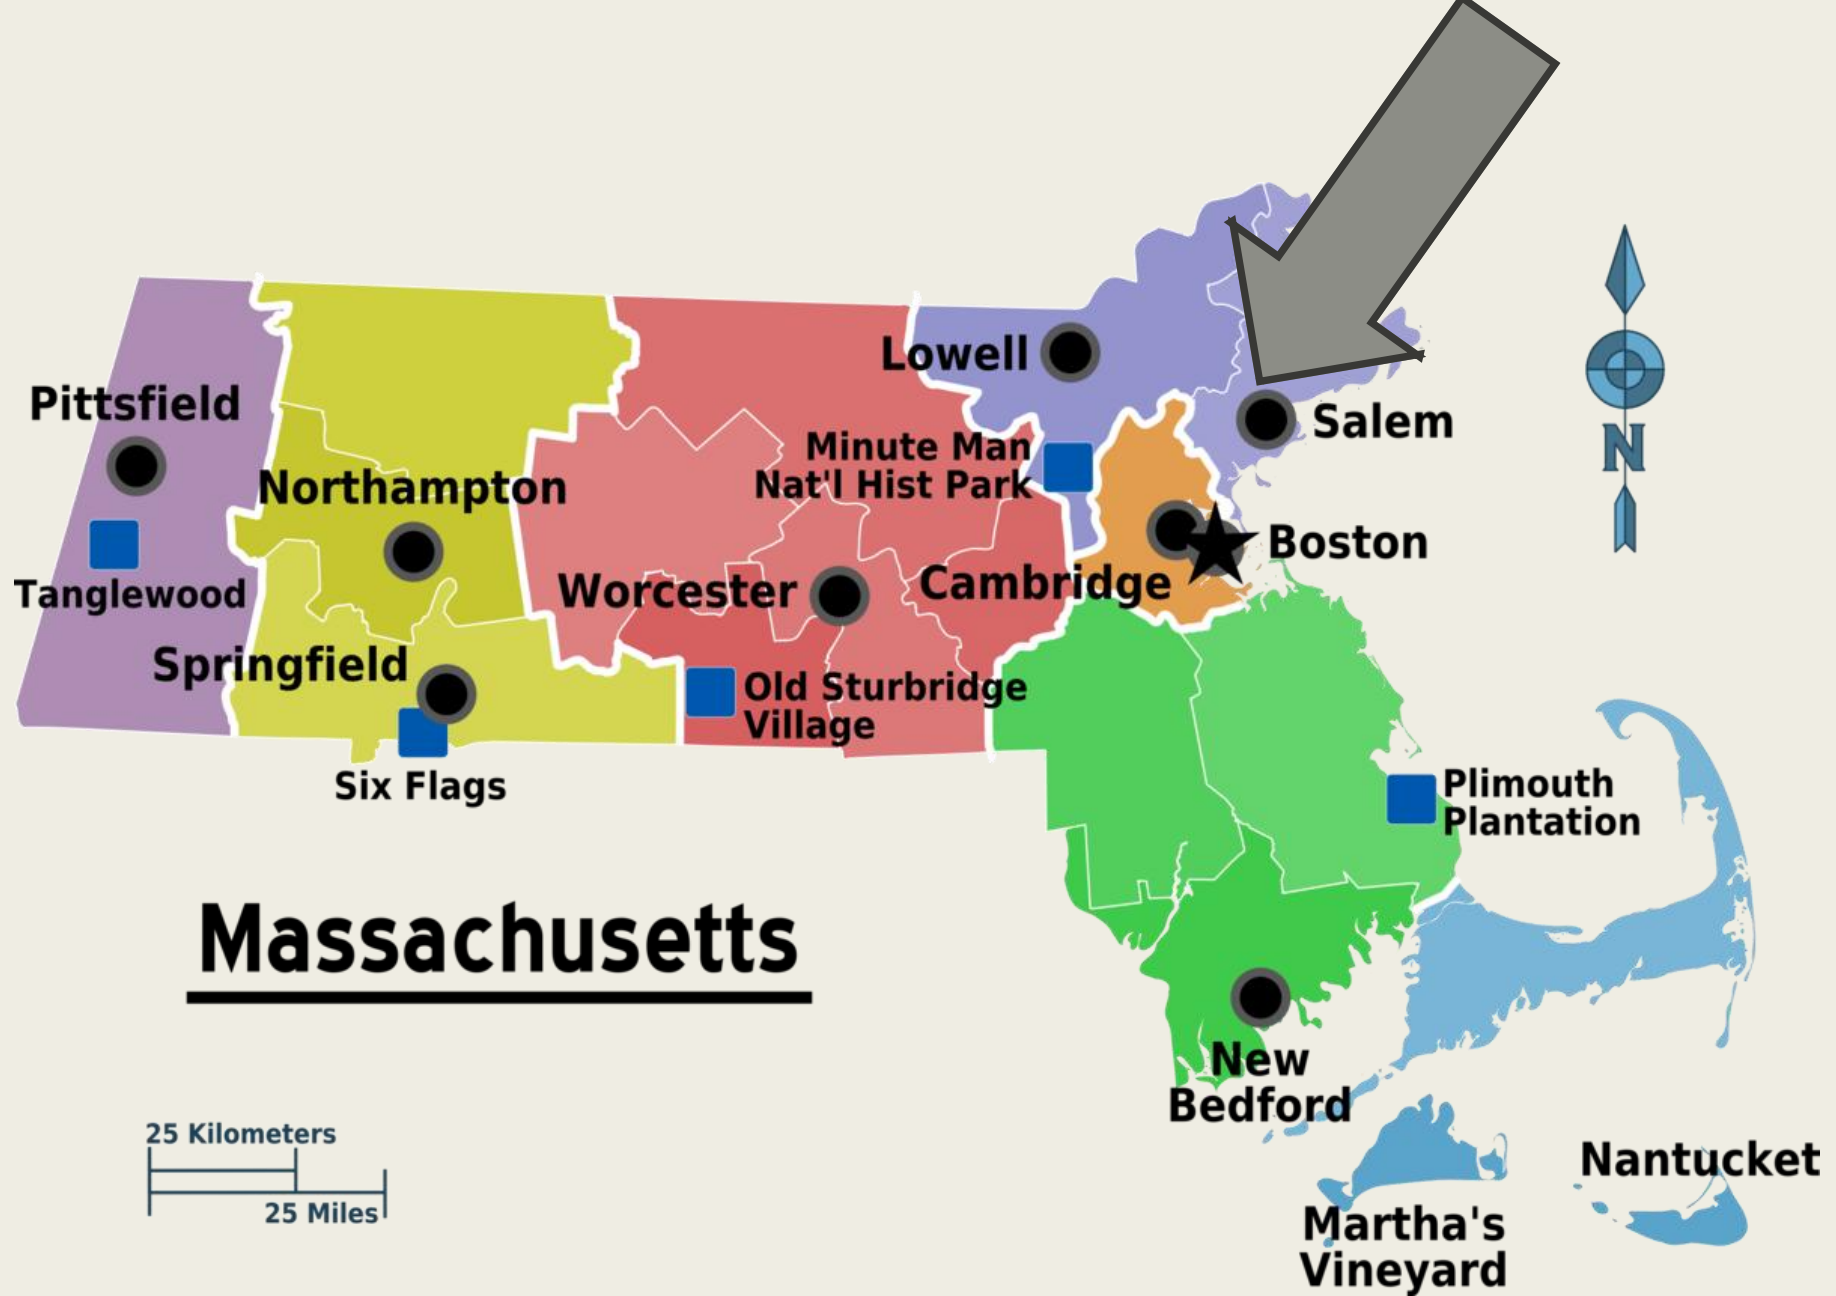 Lowell
Salem
Pittsfield
Minute Man
Nat'l Hist Park
N
Northampton
Boston
Tanglewood
Worcester
Cambridge
Springfield
Old Sturbridge
Village
Six Flags
Plimouth
Plantation
Massachusetts
New
Bedford
25 Kilometers
25 Miles
Nantucket
Martha's
Vineyard